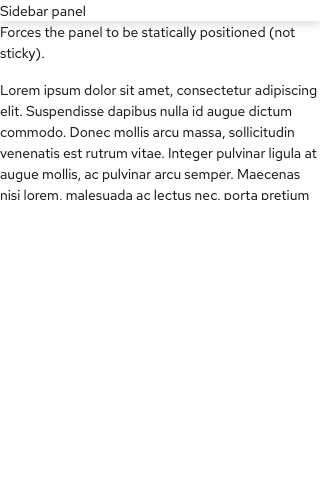 Sidebar panel
Forces the panel to be statically positioned (not
sticky).
Lorem ipsum dolor sit amet, consectetur adipiscing
elit. Suspendisse dapibus nulla id augue dictum
commodo. Donec mollis arcu massa, sollicitudin
venenatis est rutrum vitae. Integer pulvinar ligula at
augue mollis, ac pulvinar arcu semper. Maecenas
nisi lorem, malesuada ac lectus nec, porta pretium